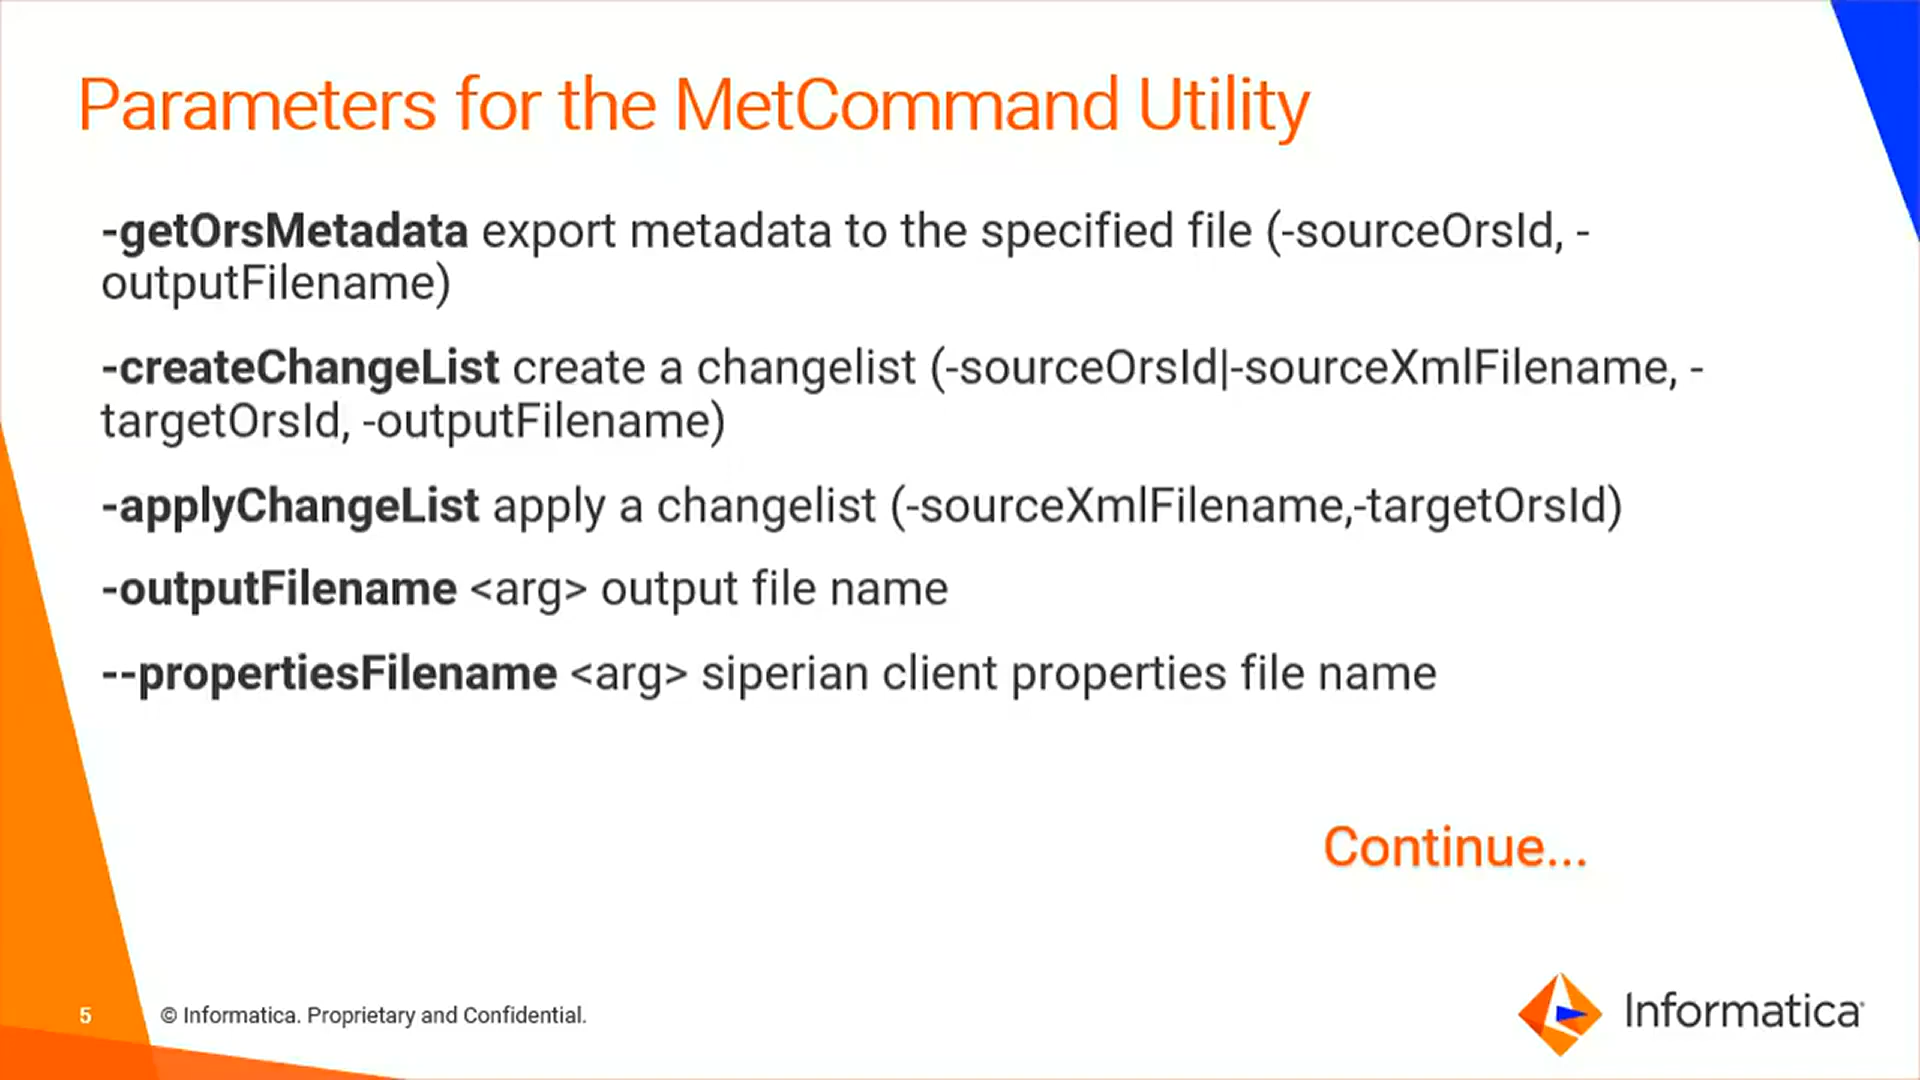 Parameters for the MetCommand Utility
-getOrsMetadata export metadata to the specified file (-sourceOrsId, -
outputFilename)
-createChangeList create a changelist (-sourceOrsId|-sourceXmlFilename, -
targetOrsId, -outputFilename)
-applyChangeList apply a changelist (-sourceXmlFilename,-targetOrsId)
-outputFilename <arg> output file name
--propertiesFilename <arg> siperian client properties file name
Continue...
5 © Informatica. Proprietary and Confidential.
Informatica